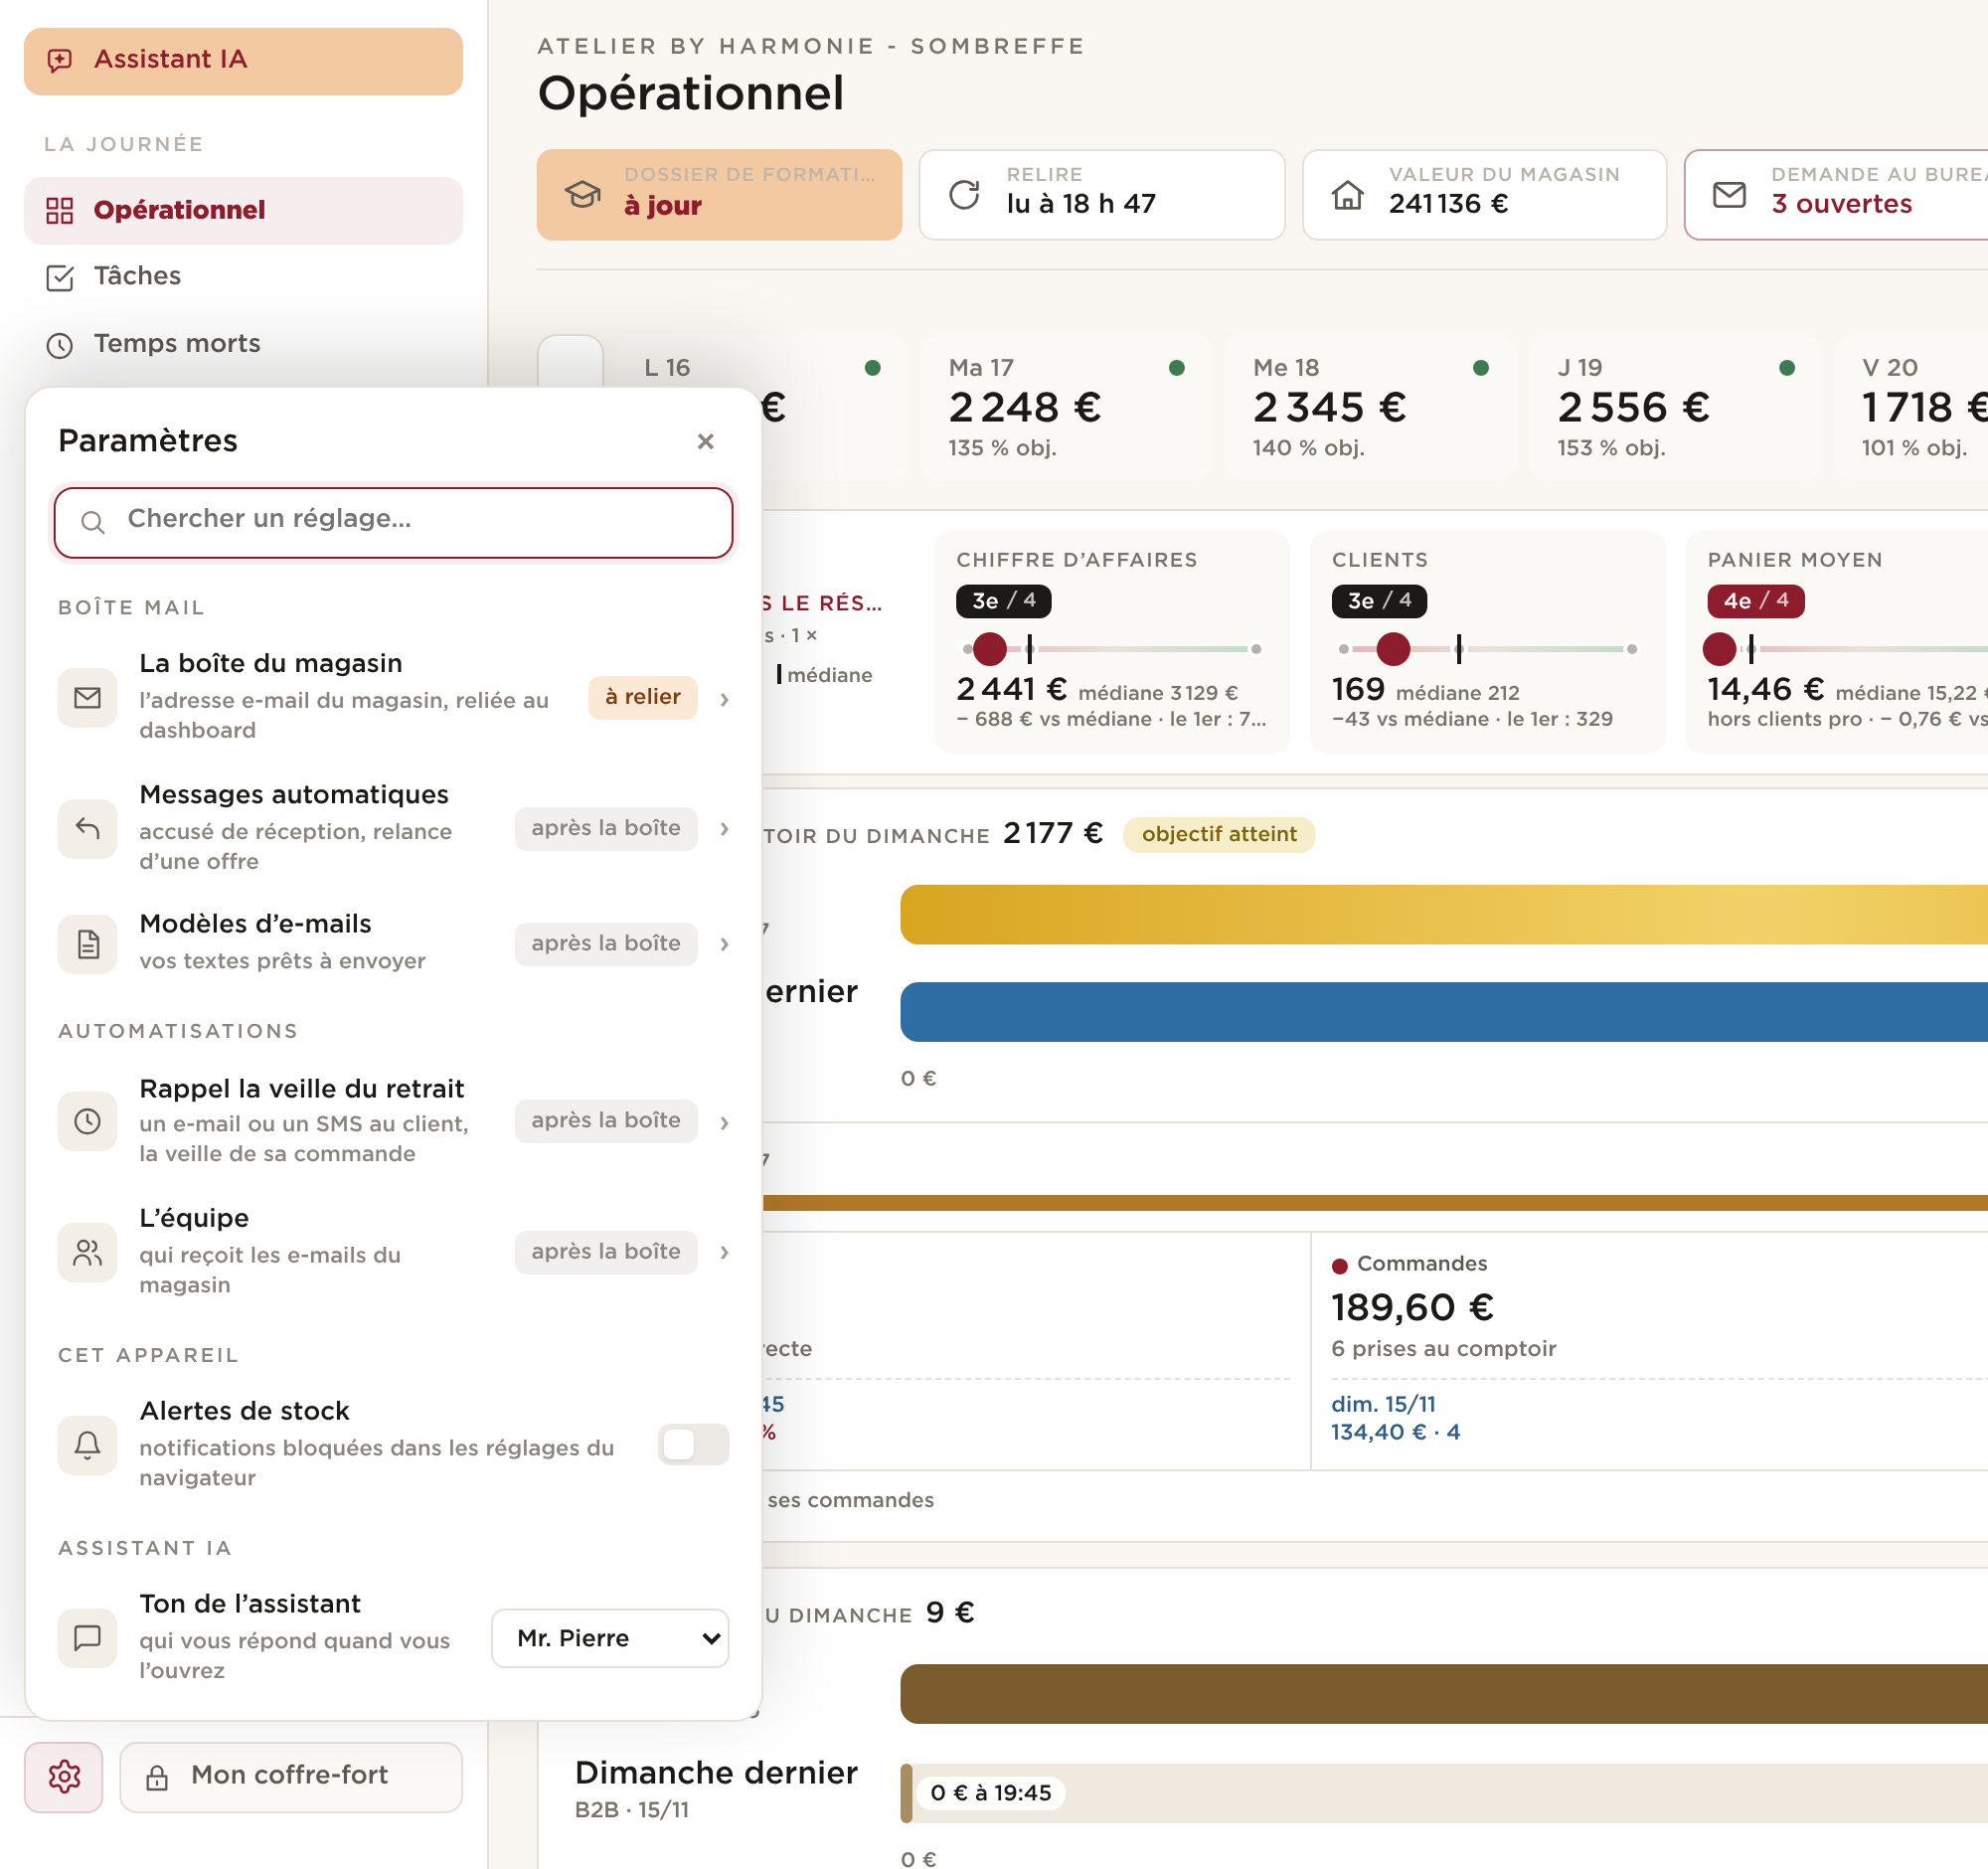 Assistant IA
LA JOURNÉE
Opérationnel
Tâches
Temps morts
ATELIER BY HARMONIE - SOMBREFFE
Opérationnel
DOSSIER DE FORMATI...
à jour
RELIRE
lu à 18 h 47
VALEUR DU MAGASIN
241 136 €
DEMANDE AU BUREA
3 ouvertes
L 16
€
Ma 17
2 248 €
135 % obj.
Me 18
2 345 €
140 % obj.
J 19
2 556 €
153 % obj.
V 20
1 718 €
101 % obj.
Paramètres
×
Chercher un réglage...
BOÎTE MAIL
La boîte du magasin
l'adresse e-mail du magasin, reliée au
dashboard
à relier
Messages automatiques
accusé de réception, relance
d'une offre
après la boîte
Modèles d'e-mails
vos textes prêts à envoyer
après la boîte
AUTOMATISATIONS
Rappel la veille du retrait
un e-mail ou un SMS au client,
la veille de sa commande
après la boîte
L'équipe
qui reçoit les e-mails du
magasin
après la boîte
CET APPAREIL
Alertes de stock
notifications bloquées dans les réglages du
navigateur
ASSISTANT IA
Ton de l'assistant
qui vous répond quand vous
l'ouvrez
Mr. Pierre
Mon coffre-fort
S LE RÉS...
s · 1 ×
médiane
CHIFFRE D'AFFAIRES
3e / 4
2 441 € médiane 3 129 €
− 688 € vs médiane · le 1er : 7...
CLIENTS
3e / 4
169 médiane 212
−43 vs médiane · le 1er : 329
PANIER MOYEN
4e / 4
14,46 € médiane 15,22 €
hors clients pro · − 0,76 € vs
TOIR DU DIMANCHE 2 177 € objectif atteint
ernier
0 €
recte
45
%
Commandes
189,60 €
6 prises au comptoir
dim. 15/11
134,40 € · 4
ses commandes
U DIMANCHE 9 €
Dimanche dernier
B2B · 15/11
0 € à 19:45
0 €